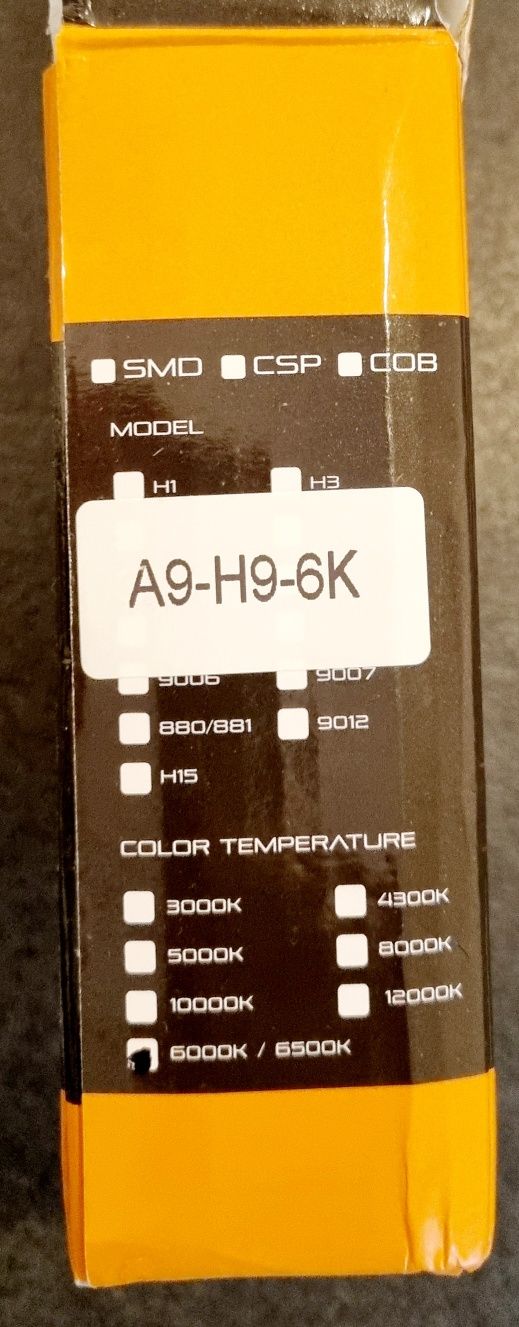 SMD CSP COB
MODEL
H1 H3
A9-H9-6K
9006 9007
880/881 9012
H15
COLOR TEMPERATURE
3000K 4300K
5000K 8000K
10000K 12000K
6000K / 6500K